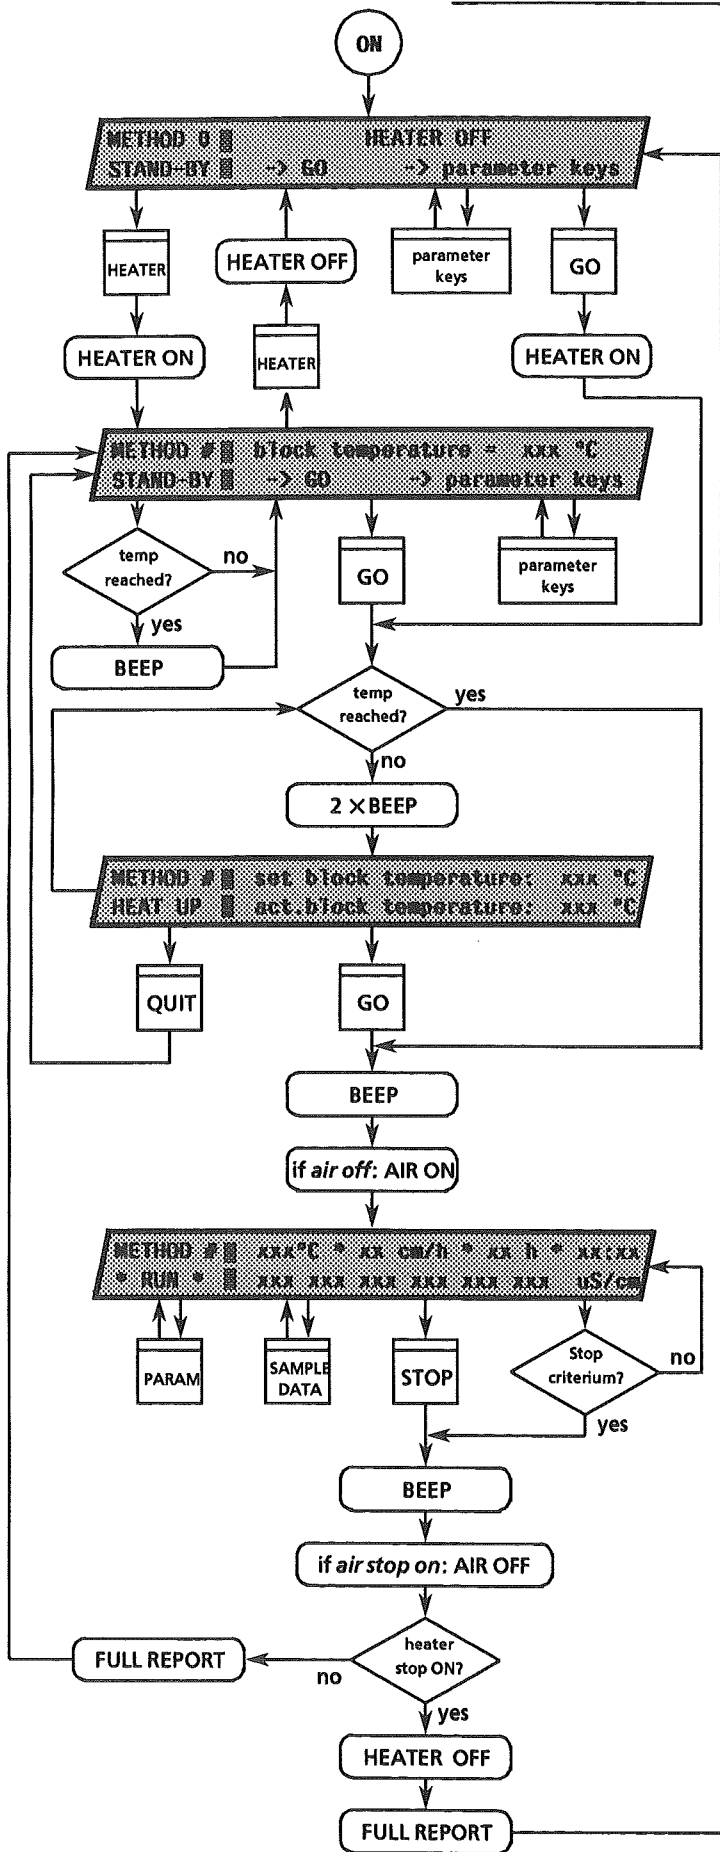 ON
METHOD 0 HEATER OFF
STAND-BY -> GO -> parameter keys
HEATER
HEATER OFF
parameter
keys
GO
HEATER ON
HEATER
HEATER ON
METHOD # block temperature = xxx °C
STAND-BY -> GO -> parameter keys
temp
reached?
no
yes
BEEP
GO
parameter
keys
temp
reached?
yes
no
2 × BEEP
METHOD # set block temperature: xxx °C
HEAT UP act.block temperature: xxx °C
QUIT
GO
BEEP
if air off: AIR ON
METHOD # xxx°C * xx cm/h * xx h * xx:xx
* RUN * xxx xxx xxx xxx xxx xxx uS/cm
PARAM
SAMPLE
DATA
STOP
Stop
criterium?
no
yes
BEEP
if air stop on: AIR OFF
heater
stop ON?
no
FULL REPORT
yes
HEATER OFF
FULL REPORT